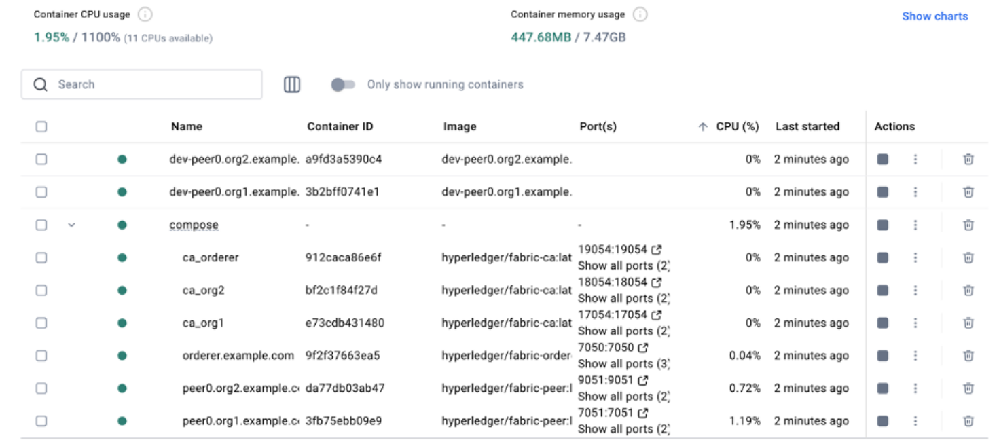 Container CPU usage
Container memory usage
Show charts
1.95% / 1100% (11 CPUs available)
447.68MB / 7.47GB
Search
Only show running containers
Name Container ID Image Port(s) CPU (%) Last started Actions
dev-peer0.org2.example. a9fd3a5390c4 dev-peer0.org2.example. 0% 2 minutes ago
dev-peer0.org1.example. 3b2bff0741e1 dev-peer0.org1.example. 0% 2 minutes ago
compose - - - 1.95% 2 minutes ago
ca_orderer 912caca86e6f hyperledger/fabric-ca:lat 19054:19054 0% 2 minutes ago
Show all ports (2)
ca_org2 bf2c1f84f27d hyperledger/fabric-ca:lat 18054:18054 0% 2 minutes ago
Show all ports (2)
ca_org1 e73cdb431480 hyperledger/fabric-ca:lat 17054:17054 0% 2 minutes ago
Show all ports (2)
orderer.example.com 9f2f37663ea5 hyperledger/fabric-order 7050:7050 0.04% 2 minutes ago
Show all ports (3)
peer0.org2.example.c da77db03ab47 hyperledger/fabric-peer:l 9051:9051 0.72% 2 minutes ago
Show all ports (2)
peer0.org1.example.c 3fb75ebb09e9 hyperledger/fabric-peer:l 7051:7051 1.19% 2 minutes ago
Show all ports (2)